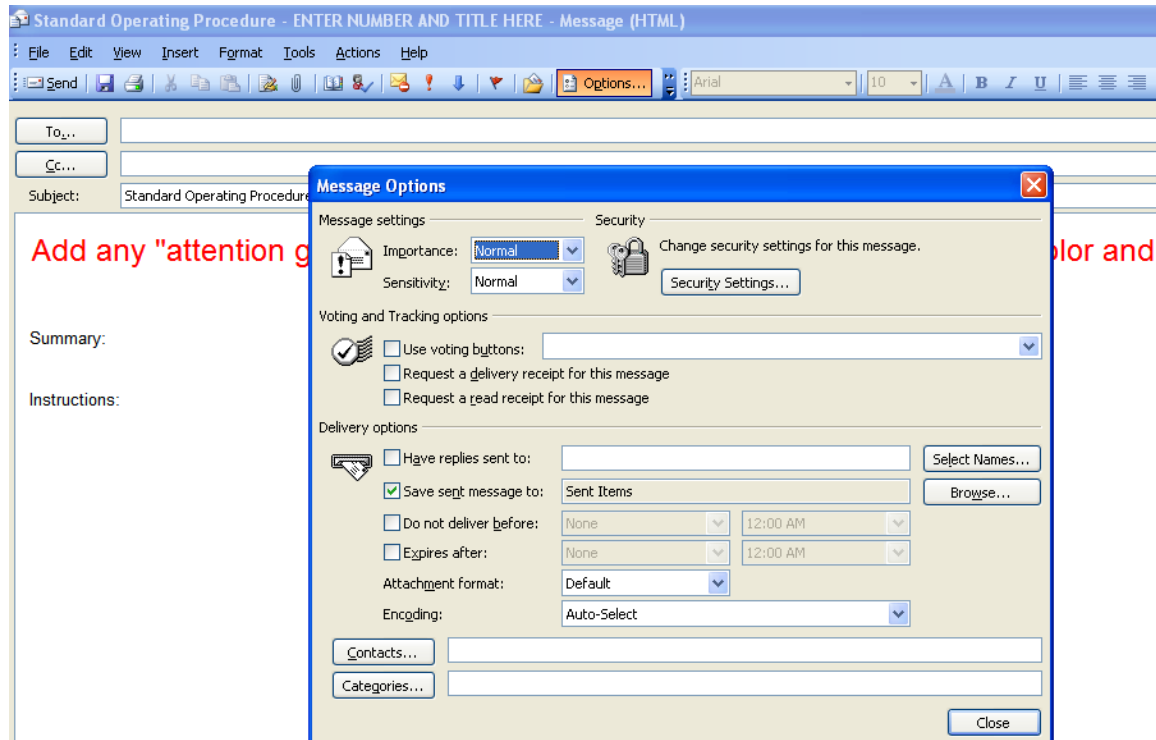 Standard Operating Procedure - ENTER NUMBER AND TITLE HERE - Message (HTML)
File Edit View Insert Format Tools Actions Help
Send Options... Arial 10 A B I U
To...
Cc...
Subject: Standard Operating Procedure
Message Options
Add any "attention g
olor and
Message settings Security
Importance: Normal Change security settings for this message.
Sensitivity: Normal Security Settings...
Summary:
Instructions:
Voting and Tracking options
Use voting buttons:
Request a delivery receipt for this message
Request a read receipt for this message
Delivery options
Have replies sent to: Select Names...
Save sent message to: Sent Items Browse...
Do not deliver before: None 12:00 AM
Expires after: None 12:00 AM
Attachment format: Default
Encoding: Auto-Select
Contacts...
Categories...
Close